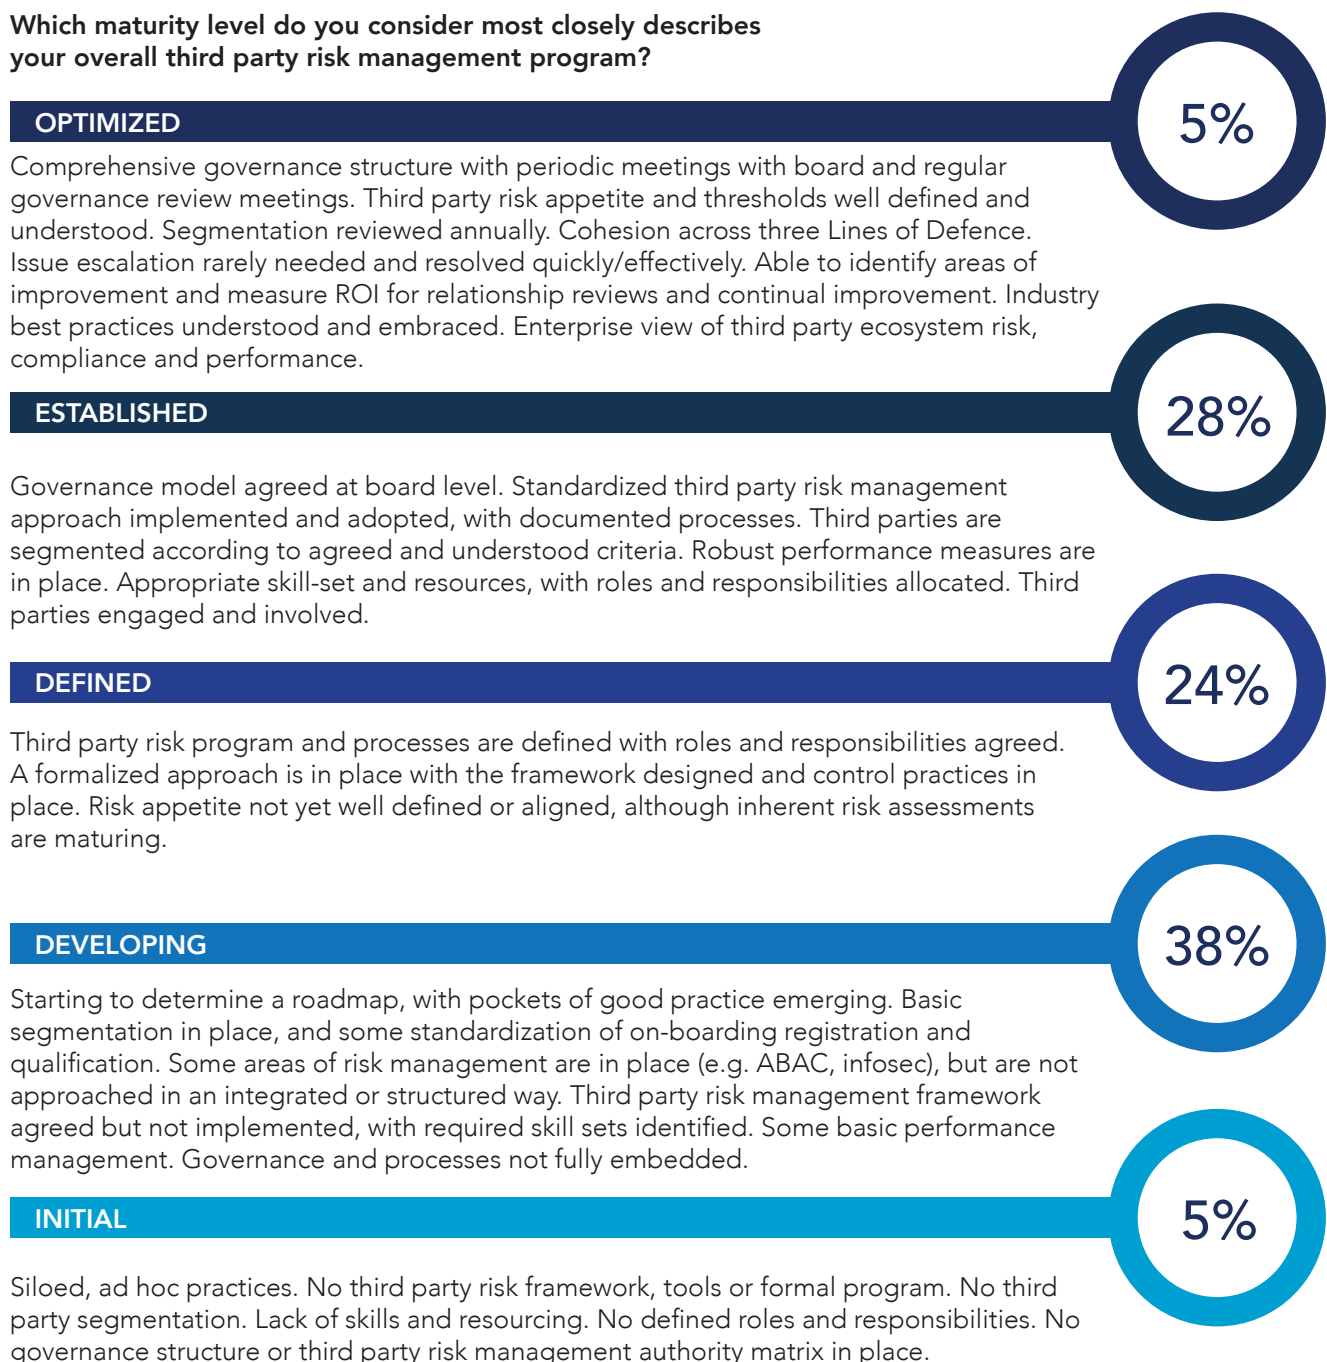 Which maturity level do you consider most closely describes
your overall third party risk management program?
OPTIMIZED
5%
Comprehensive governance structure with periodic meetings with board and regular
governance review meetings. Third party risk appetite and thresholds well defined and
understood. Segmentation reviewed annually. Cohesion across three Lines of Defence.
Issue escalation rarely needed and resolved quickly/effectively. Able to identify areas of
improvement and measure ROI for relationship reviews and continual improvement. Industry
best practices understood and embraced. Enterprise view of third party ecosystem risk,
compliance and performance.
ESTABLISHED
28%
Governance model agreed at board level. Standardized third party risk management
approach implemented and adopted, with documented processes. Third parties are
segmented according to agreed and understood criteria. Robust performance measures are
in place. Appropriate skill-set and resources, with roles and responsibilities allocated. Third
parties engaged and involved.
DEFINED
24%
Third party risk program and processes are defined with roles and responsibilities agreed.
A formalized approach is in place with the framework designed and control practices in
place. Risk appetite not yet well defined or aligned, although inherent risk assessments
are maturing.
DEVELOPING
38%
Starting to determine a roadmap, with pockets of good practice emerging. Basic
segmentation in place, and some standardization of on-boarding registration and
qualification. Some areas of risk management are in place (e.g. ABAC, infosec), but are not
approached in an integrated or structured way. Third party risk management framework
agreed but not implemented, with required skill sets identified. Some basic performance
management. Governance and processes not fully embedded.
INITIAL
5%
Siloed, ad hoc practices. No third party risk framework, tools or formal program. No third
party segmentation. Lack of skills and resourcing. No defined roles and responsibilities. No
governance structure or third party risk management authority matrix in place.